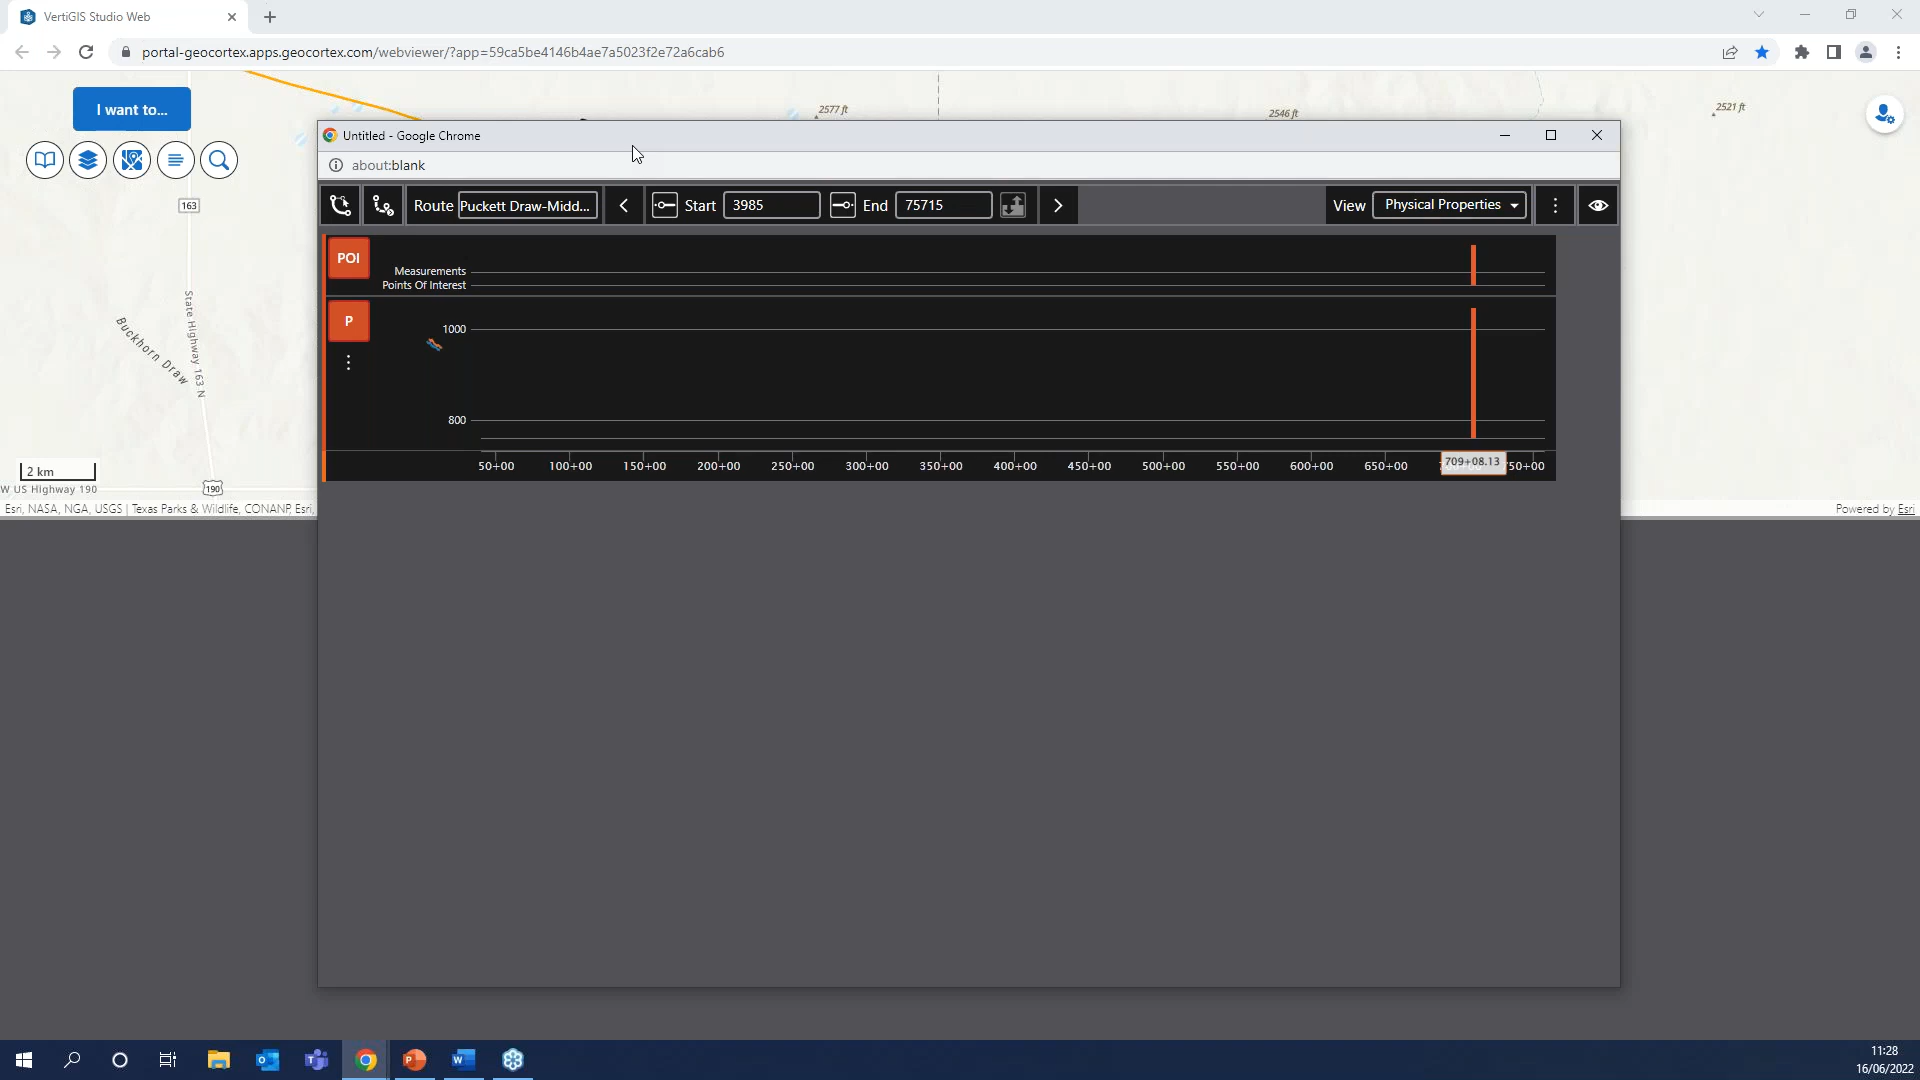 VertiGIS Studio Web
portal-geocortex.apps.geocortex.com/webviewer/?app=59ca5be4146b4ae7a5023f2e72a6cab6
I want to...
2577 ft
2546 ft
2521 ft
Untitled - Google Chrome
about:blank
Route Puckett Draw-Midd... Start 3985 End 75715 View Physical Properties
163
State Highway 163 N
Buckhorn Draw
POI
Measurements
Points Of Interest
P
1000
800
50+00 100+00 150+00 200+00 250+00 300+00 350+00 400+00 450+00 500+00 550+00 600+00 650+00 709+08.13 50+00
2 km
W US Highway 190
190
Esri, NASA, NGA, USGS | Texas Parks & Wildlife, CONANP, Esri,
Powered by Esri
11:28
16/06/2022